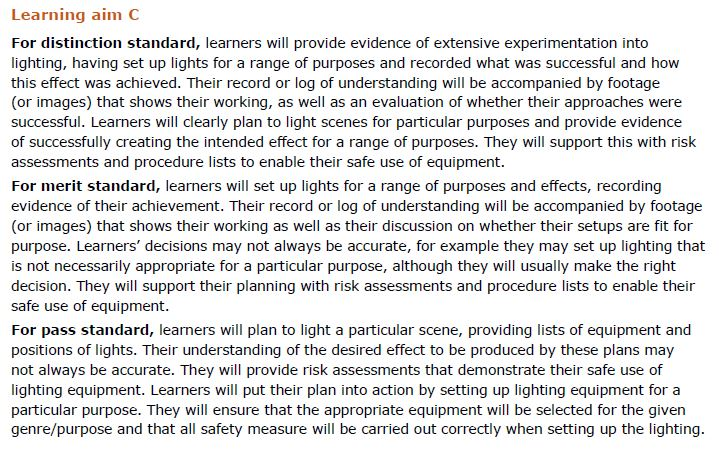 Learning aim C
For distinction standard, learners will provide evidence of extensive experimentation into
lighting, having set up lights for a range of purposes and recorded what was successful and how
this effect was achieved. Their record or log of understanding will be accompanied by footage
(or images) that shows their working, as well as an evaluation of whether their approaches were
successful. Learners will clearly plan to light scenes for particular purposes and provide evidence
of successfully creating the intended effect for a range of purposes. They will support this with risk
assessments and procedure lists to enable their safe use of equipment.
For merit standard, learners will set up lights for a range of purposes and effects, recording
evidence of their achievement. Their record or log of understanding will be accompanied by footage
(or images) that shows their working as well as their discussion on whether their setups are fit for
purpose. Learners’ decisions may not always be accurate, for example they may set up lighting that
is not necessarily appropriate for a particular purpose, although they will usually make the right
decision. They will support their planning with risk assessments and procedure lists to enable their
safe use of equipment.
For pass standard, learners will plan to light a particular scene, providing lists of equipment and
positions of lights. Their understanding of the desired effect to be produced by these plans may
not always be accurate. They will provide risk assessments that demonstrate their safe use of
lighting equipment. Learners will put their plan into action by setting up lighting equipment for a
particular purpose. They will ensure that the appropriate equipment will be selected for the given
genre/purpose and that all safety measure will be carried out correctly when setting up the lighting.